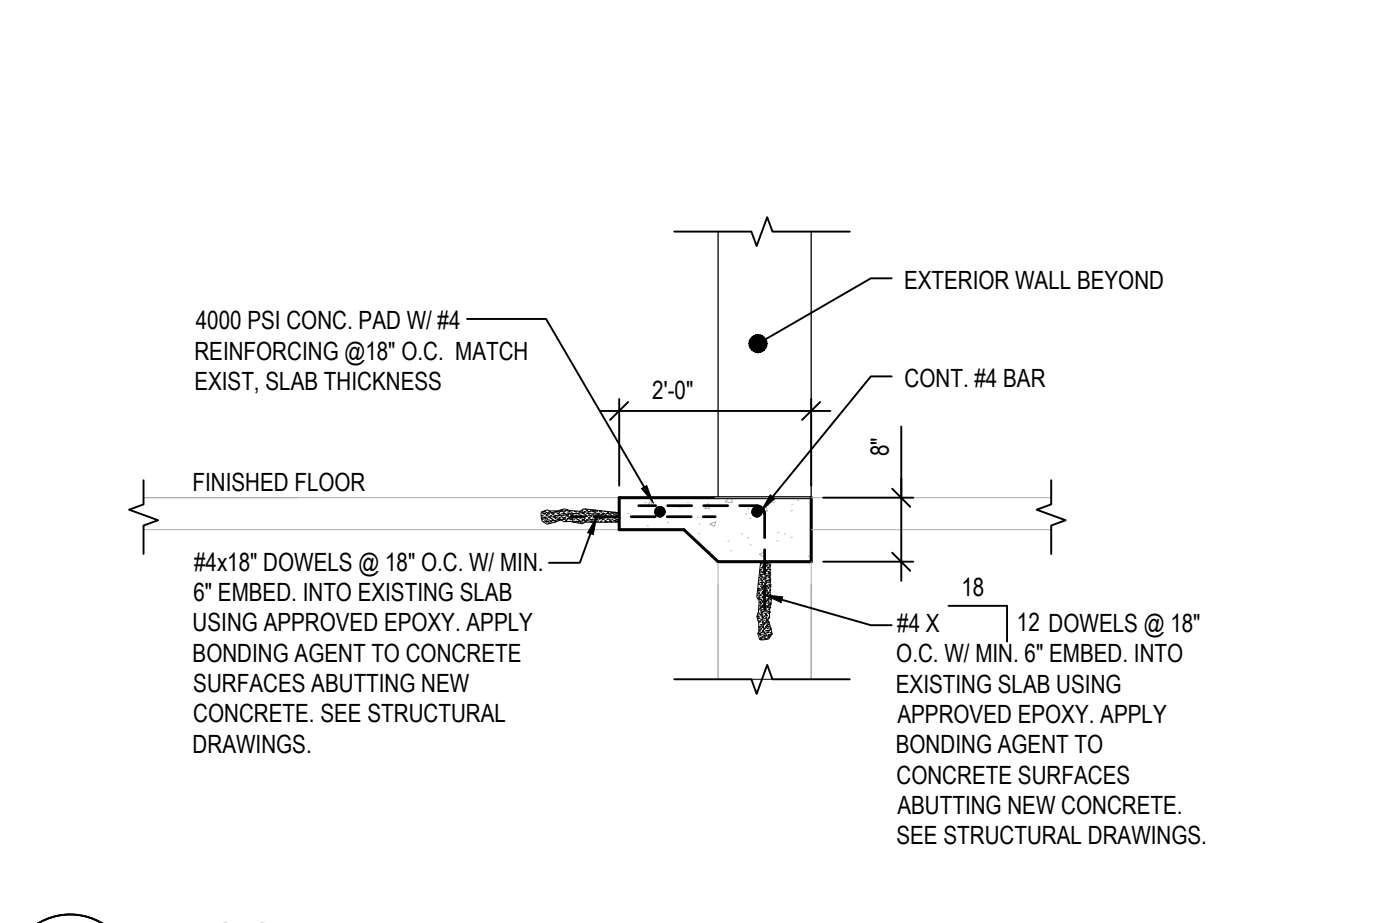 EXTERIOR WALL BEYOND
4000 PSI CONC. PAD W/ #4
REINFORCING @18" O.C. MATCH
EXIST, SLAB THICKNESS
CONT. #4 BAR
2'-0"
8"
FINISHED FLOOR
#4x18" DOWELS @ 18" O.C. W/ MIN.
6" EMBED. INTO EXISTING SLAB
USING APPROVED EPOXY. APPLY
BONDING AGENT TO CONCRETE
SURFACES ABUTTING NEW
CONCRETE. SEE STRUCTURAL
DRAWINGS.
18
#4 X 12 DOWELS @ 18"
O.C. W/ MIN. 6" EMBED. INTO
EXISTING SLAB USING
APPROVED EPOXY. APPLY
BONDING AGENT TO
CONCRETE SURFACES
ABUTTING NEW CONCRETE.
SEE STRUCTURAL DRAWINGS.